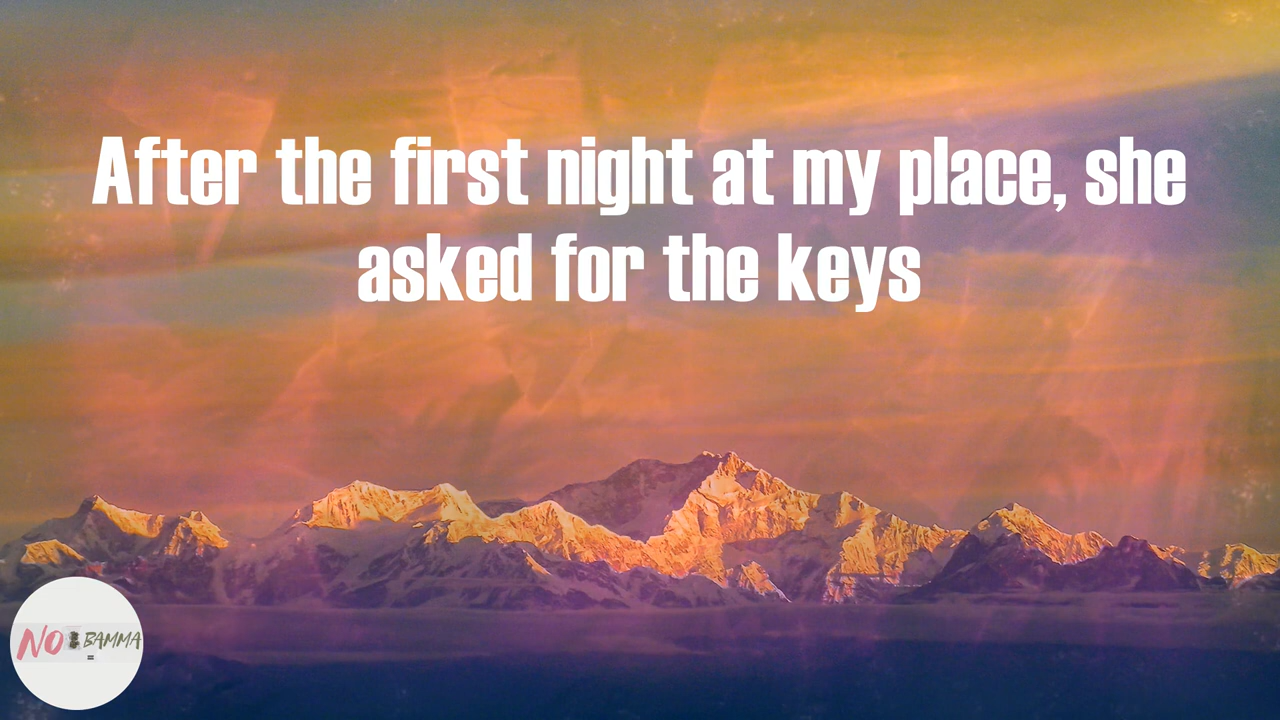 After the first night at my place, she
asked for the keys
NO BAMMA